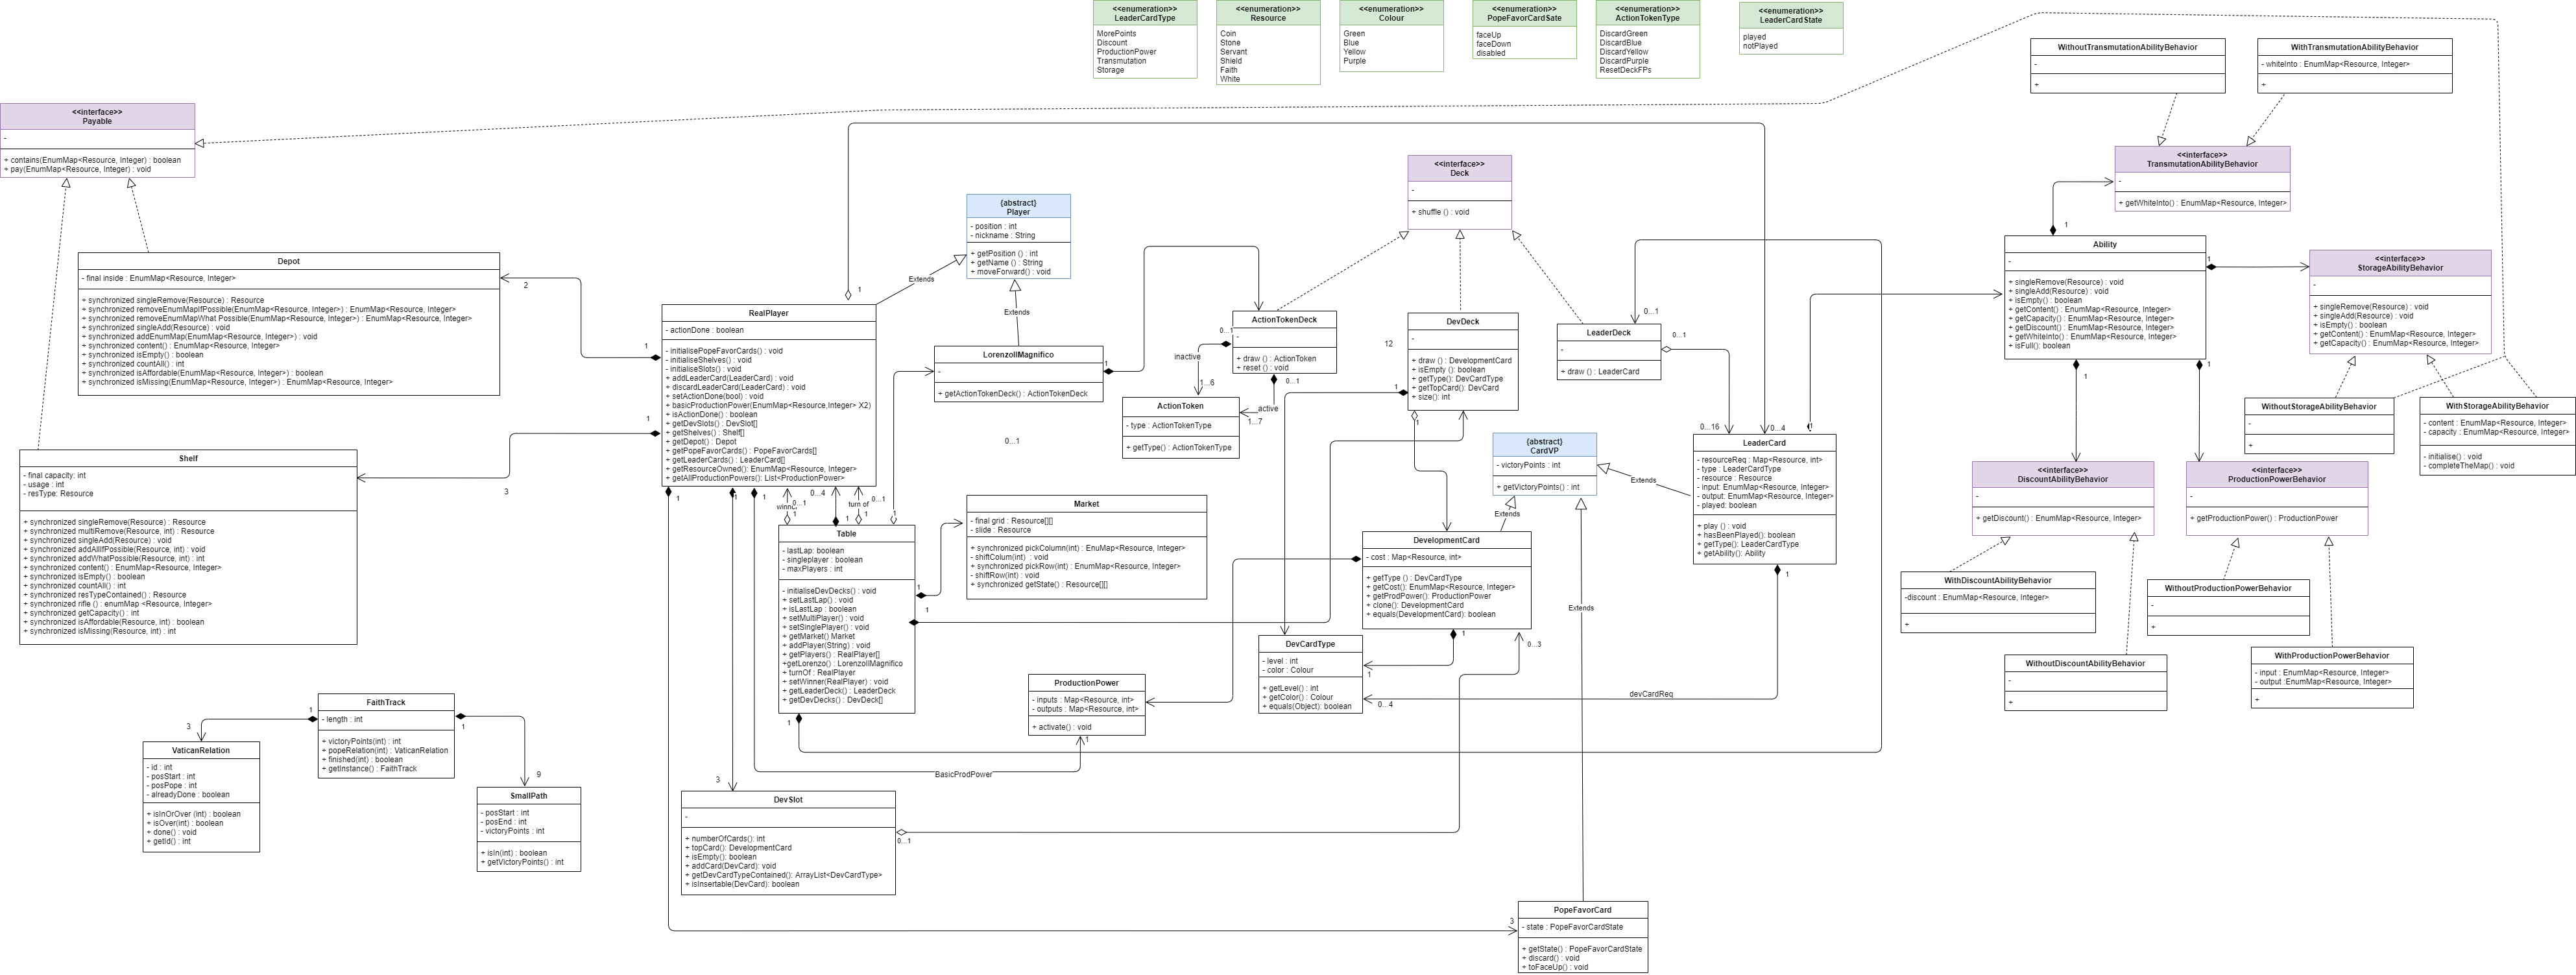 <<enumeration>>
LeaderCardType
MorePoints
Discount
ProductionPower
Transmutation
Storage
<<enumeration>>
Resource
Coin
Stone
Servant
Shield
Faith
White
<<enumeration>>
Colour
Green
Blue
Yellow
Purple
<<enumeration>>
PopeFavorCardSate
faceUp
faceDown
disabled
<<enumeration>>
ActionTokenType
DiscardGreen
DiscardBlue
DiscardYellow
DiscardPurple
ResetDeckFPs
<<enumeration>>
LeaderCardState
played
notPlayed
WithoutTransmutationAbilityBehavior
-
+
WithTransmutationAbilityBehavior
- whiteInto : EnumMap<Resource, Integer>
+
<<interface>>
Payable
-
+ contains(EnumMap<Resource, Integer) : boolean
+ pay(EnumMap<Resource, Integer) : void
<<interface>>
TransmutationAbilityBehavior
-
+ getWhiteInto() : EnumMap<Resource, Integer>
<<interface>>
Deck
-
+ shuffle () : void
{abstract}
Player
- position : int
- nickname : String
+ getPosition () : int
+ getName () : String
+ moveForward() : void
Extends
Extends
1
Depot
- final inside : EnumMap<Resource, Integer>
+ synchronized singleRemove(Resource) : Resource
+ synchronized removeEnumMapIfPossible(EnumMap<Resource, Integer>) : EnumMap<Resource, Integer>
+ synchronized removeEnumMapWhat Possible(EnumMap<Resource, Integer>) : EnumMap<Resource, Integer>
+ synchronized singleAdd(Resource) : void
+ synchronized addEnumMap(EnumMap<Resource, Integer>) : void
+ synchronized content() : EnumMap<Resource, Integer>
+ synchronized isEmpty() : boolean
+ synchronized countAll() : int
+ synchronized isAffordable(EnumMap<Resource, Integer>) : boolean
+ synchronized isMissing(EnumMap<Resource, Integer>) : EnumMap<Resource, Integer>
2
1
1
3
RealPlayer
- actionDone : boolean
- initialisePopeFavorCards() : void
- initialiseShelves() : void
- initialiseSlots() : void
+ addLeaderCard(LeaderCard) : void
+ discardLeaderCard(LeaderCard) : void
+ setActionDone(bool) : void
+ basicProductionPower(EnumMap<Resource,Integer> X2)
+ isActionDone() : boolean
+ getDevSlots() : DevSlot[]
+ getShelves() : Shelf[]
+ getDepot() : Depot
+ getPopeFavorCards() : PopeFavorCards[]
+ getLeaderCards() : LeaderCard[]
+ getResourceOwned(): EnumMap<Resource, Integer>
+ getAllProductionPowers(): List<ProductionPower>
LorenzoIlMagnifico
-
+ getActionTokenDeck() : ActionTokenDeck
1
0...1
ActionTokenDeck
-
+ draw () : ActionToken
+ reset () : void
0...1
inactive
1...6
0...1
active
1...7
ActionToken
- type : ActionTokenType
+ getType() : ActionTokenType
DevDeck
-
+ draw () : DevelopmentCard
+ isEmpty (): boolean
+ getType(): DevCardType
+ getTopCard(): DevCard
+ size(): int
12
1
1
LeaderDeck
-
+ draw () : LeaderCard
0...1
0...1
0...16
0...4
1
Ability
-
+ singleRemove(Resource) : void
+ singleAdd(Resource) : void
+ isEmpty() : boolean
+ getContent() : EnumMap<Resource, Integer>
+ getCapacity() : EnumMap<Resource, Integer>
+ getDiscount() : EnumMap<Resource, Integer>
+ getWhiteInto() : EnumMap<Resource, Integer>
+ isFull(): boolean
1
1
1
1
<<interface>>
StorageAbilityBehavior
-
+ singleRemove(Resource) : void
+ singleAdd(Resource) : void
+ isEmpty() : boolean
+ getContent() : EnumMap<Resource, Integer>
+ getCapacity() : EnumMap<Resource, Integer>
WithoutStorageAbilityBehavior
-
+
WithStorageAbilityBehavior
- content : EnumMap<Resource, Integer>
- capacity : EnumMap<Resource, Integer>
- initialise() : void
- completeTheMap() : void
Shelf
- final capacity: int
- usage : int
- resType: Resource
+ synchronized singleRemove(Resource) : Resource
+ synchronized multiRemove(Resource, int) : Resource
+ synchronized singleAdd(Resource) : void
+ synchronized addAllIfPossible(Resource, int) : void
+ synchronized addWhatPossible(Resource, int) : int
+ synchronized content() : EnumMap<Resource, Integer>
+ synchronized isEmpty() : boolean
+ synchronized countAll() : int
+ synchronized resTypeContained() : Resource
+ synchronized rifle () : enumMap <Resource, Integer>
+ synchronized getCapacity() : int
+ synchronized isAffordable(Resource, int) : boolean
+ synchronized isMissing(Resource, int) : int
{abstract}
CardVP
- victoryPoints : int
+ getVictoryPoints() : int
Extends
Extends
Extends
LeaderCard
- resourceReq : Map<Resource, int>
- type : LeaderCardType
- resource : Resource
- input: EnumMap<Resource, Integer>
- output: EnumMap<Resource, Integer>
- played: boolean
+ play () : void
+ hasBeenPlayed(): boolean
+ getType(): LeaderCardType
+ getAbility(): Ability
1
<<interface>>
DiscountAbilityBehavior
-
+ getDiscount() : EnumMap<Resource, Integer>
<<interface>>
ProductionPowerBehavior
-
+ getProductionPower() : ProductionPower
1
1
1
0...1
0...4
turn of
0...1
1
1
1
1
Table
- lastLap: boolean
- singleplayer : boolean
- maxPlayers : int
- initialiseDevDecks() : void
+ setLastLap() : void
+ isLastLap : boolean
+ setMultiPlayer() : void
+ setSinglePlayer() : void
+ getMarket() Market
+ addPlayer(String) : void
+ getPlayers() : RealPlayer[]
+getLorenzo() : LorenzoIlMagnifico
+ turnOf : RealPlayer
+ setWinner(RealPlayer) : void
+ getLeaderDeck() : LeaderDeck
+ getDevDecks() : DevDeck[]
1
1
1
Market
- final grid : Resource[][]
- slide : Resource
+ synchronized pickColumn(int) : EnuMap<Resource, Integer>
- shiftColum(int) : void
+ synchronized pickRow(int) : EnumMap<Resource, Integer>
- shiftRow(int) : void
+ synchronized getState() : Resource[][]
DevelopmentCard
- cost : Map<Resource, int>
+ getType () : DevCardType
+ getCost(): EnumMap<Resource, Integer>
+ getProdPower(): ProductionPower
+ clone(): DevelopmentCard
+ equals(DevelopmentCard): boolean
1
0...3
DevCardType
- level : int
- color : Colour
+ getLevel() : int
+ getColor() : Colour
+ equals(Object): boolean
1
0...4
devCardReq
ProductionPower
- inputs : Map<Resource, int>
- outputs : Map<Resource, int>
+ activate() : void
1
BasicProdPower
WithDiscountAbilityBehavior
-discount : EnumMap<Resource, Integer>
+
WithoutProductionPowerBehavior
-
+
WithoutDiscountAbilityBehavior
-
+
WithProductionPowerBehavior
- input : EnumMap<Resource, Integer>
- output :EnumMap<Resource, Integer>
+
FaithTrack
- length : int
+ victoryPoints(int) : int
+ popeRelation(int) : VaticanRelation
+ finished(int) : boolean
+ getInstance() : FaithTrack
1
3
1
9
VaticanRelation
- id : int
- posStart : int
- posPope : int
- alreadyDone : boolean
+ isInOrOver (int) : boolean
+ isOver(int) : boolean
+ done() : void
+ getId() : int
SmallPath
- posStart : int
- posEnd : int
- victoryPoints : int
+ isIn(int) : boolean
+ getVictoryPoints() : int
3
DevSlot
-
+ numberOfCards(): int
+ topCard(): DevelopmentCard
+ isEmpty(): boolean
+ addCard(DevCard): void
+ getDevCardTypeContained(): ArrayList<DevCardType>
+ isInsertable(DevCard): boolean
0...1
3
PopeFavorCard
- state : PopeFavorCardState
+ getState() : PopeFavorCardState
+ discard() : void
+ toFaceUp() : void